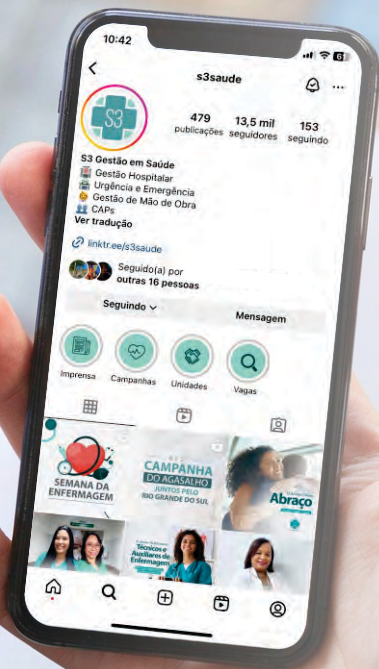 10:42
s3saude
S3
479 13,5 mil 153
publicações seguidores seguindo
S3 Gestão em Saúde
Gestão Hospitalar
Urgência e Emergência
Gestão de Mão de Obra
CAPs
Ver tradução
linktr.ee/s3saude
Seguido(a) por
outras 16 pessoas
Seguindo Mensagem
Imprensa Campanhas Unidades Vagas
SEMANA DA
ENFERMAGEM
CAMPANHA
DO AGASALHO
JUNTOS PELO
RIO GRANDE DO SUL
Abraço
Técnicos e
Auxiliares de
Enfermagem